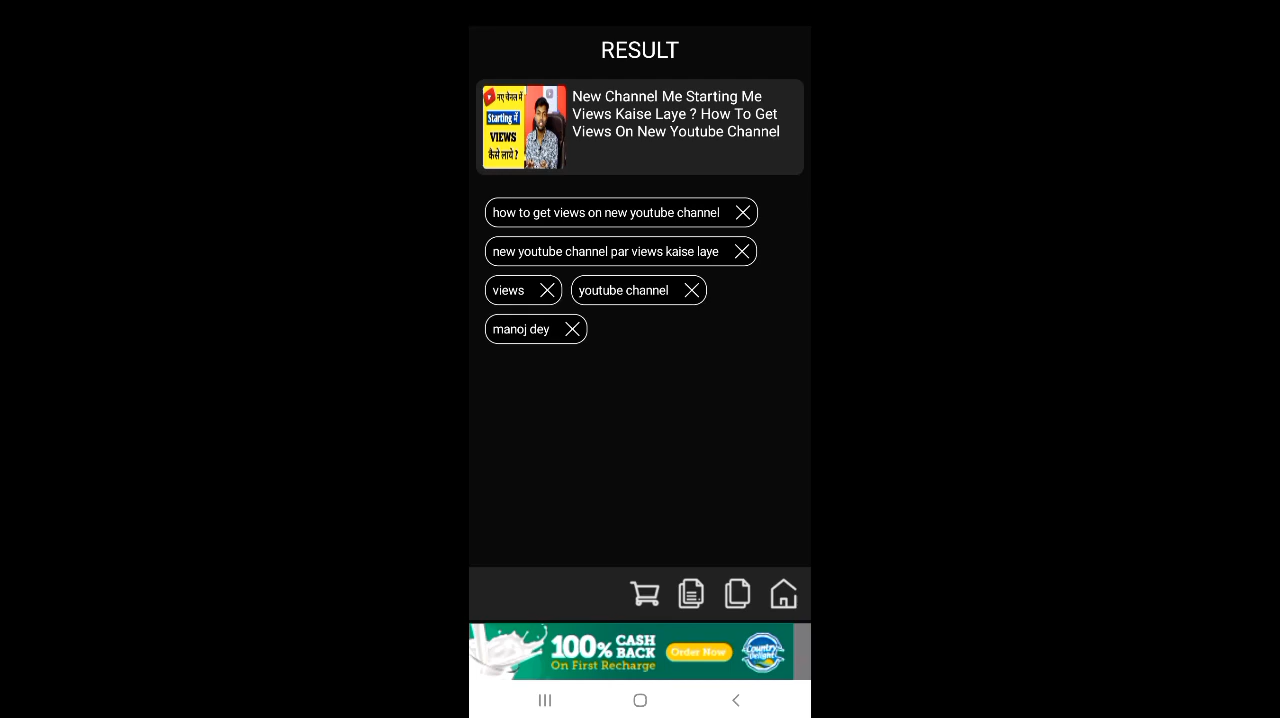 RESULT
नए चैनल में
Starting में
VIEWS
कैसे लाये ?
New Channel Me Starting Me
Views Kaise Laye ? How To Get
Views On New Youtube Channel
how to get views on new youtube channel
new youtube channel par views kaise laye
views youtube channel
manoj dey
100% CASH BACK
On First Recharge
Order Now
Country Delight